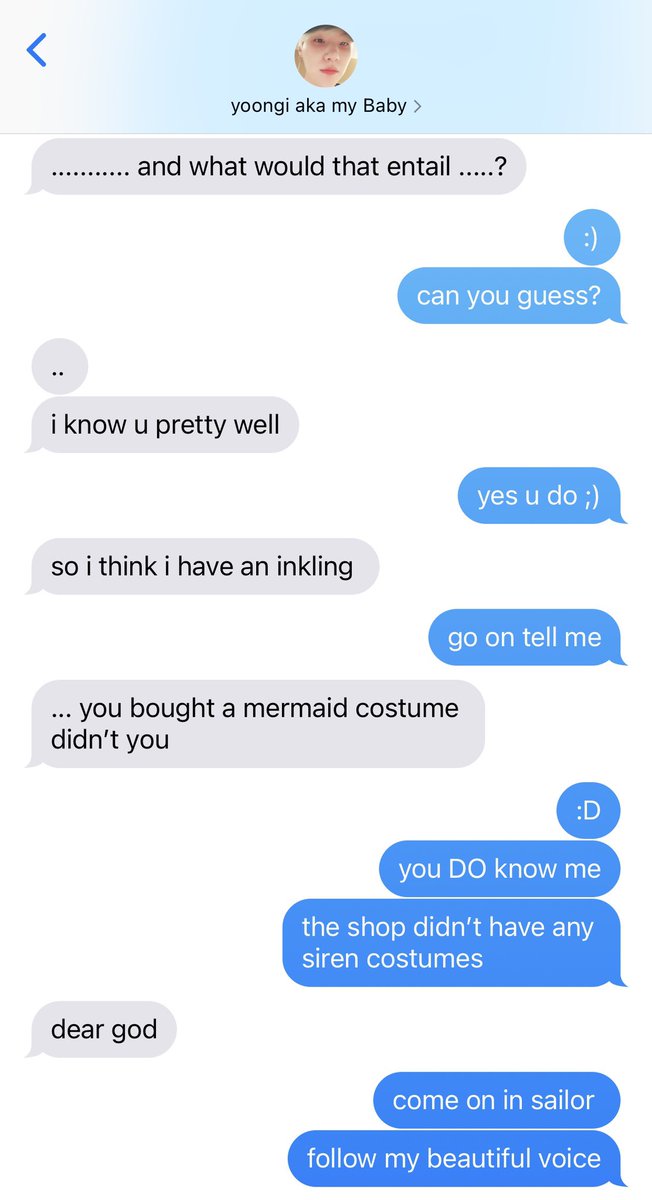 yoongi aka my Baby
........... and what would that entail .....?
:)
can you guess?
..
i know u pretty well
yes u do ;)
so i think i have an inkling
go on tell me
... you bought a mermaid costume
didn’t you
:D
you DO know me
the shop didn’t have any
siren costumes
dear god
come on in sailor
follow my beautiful voice